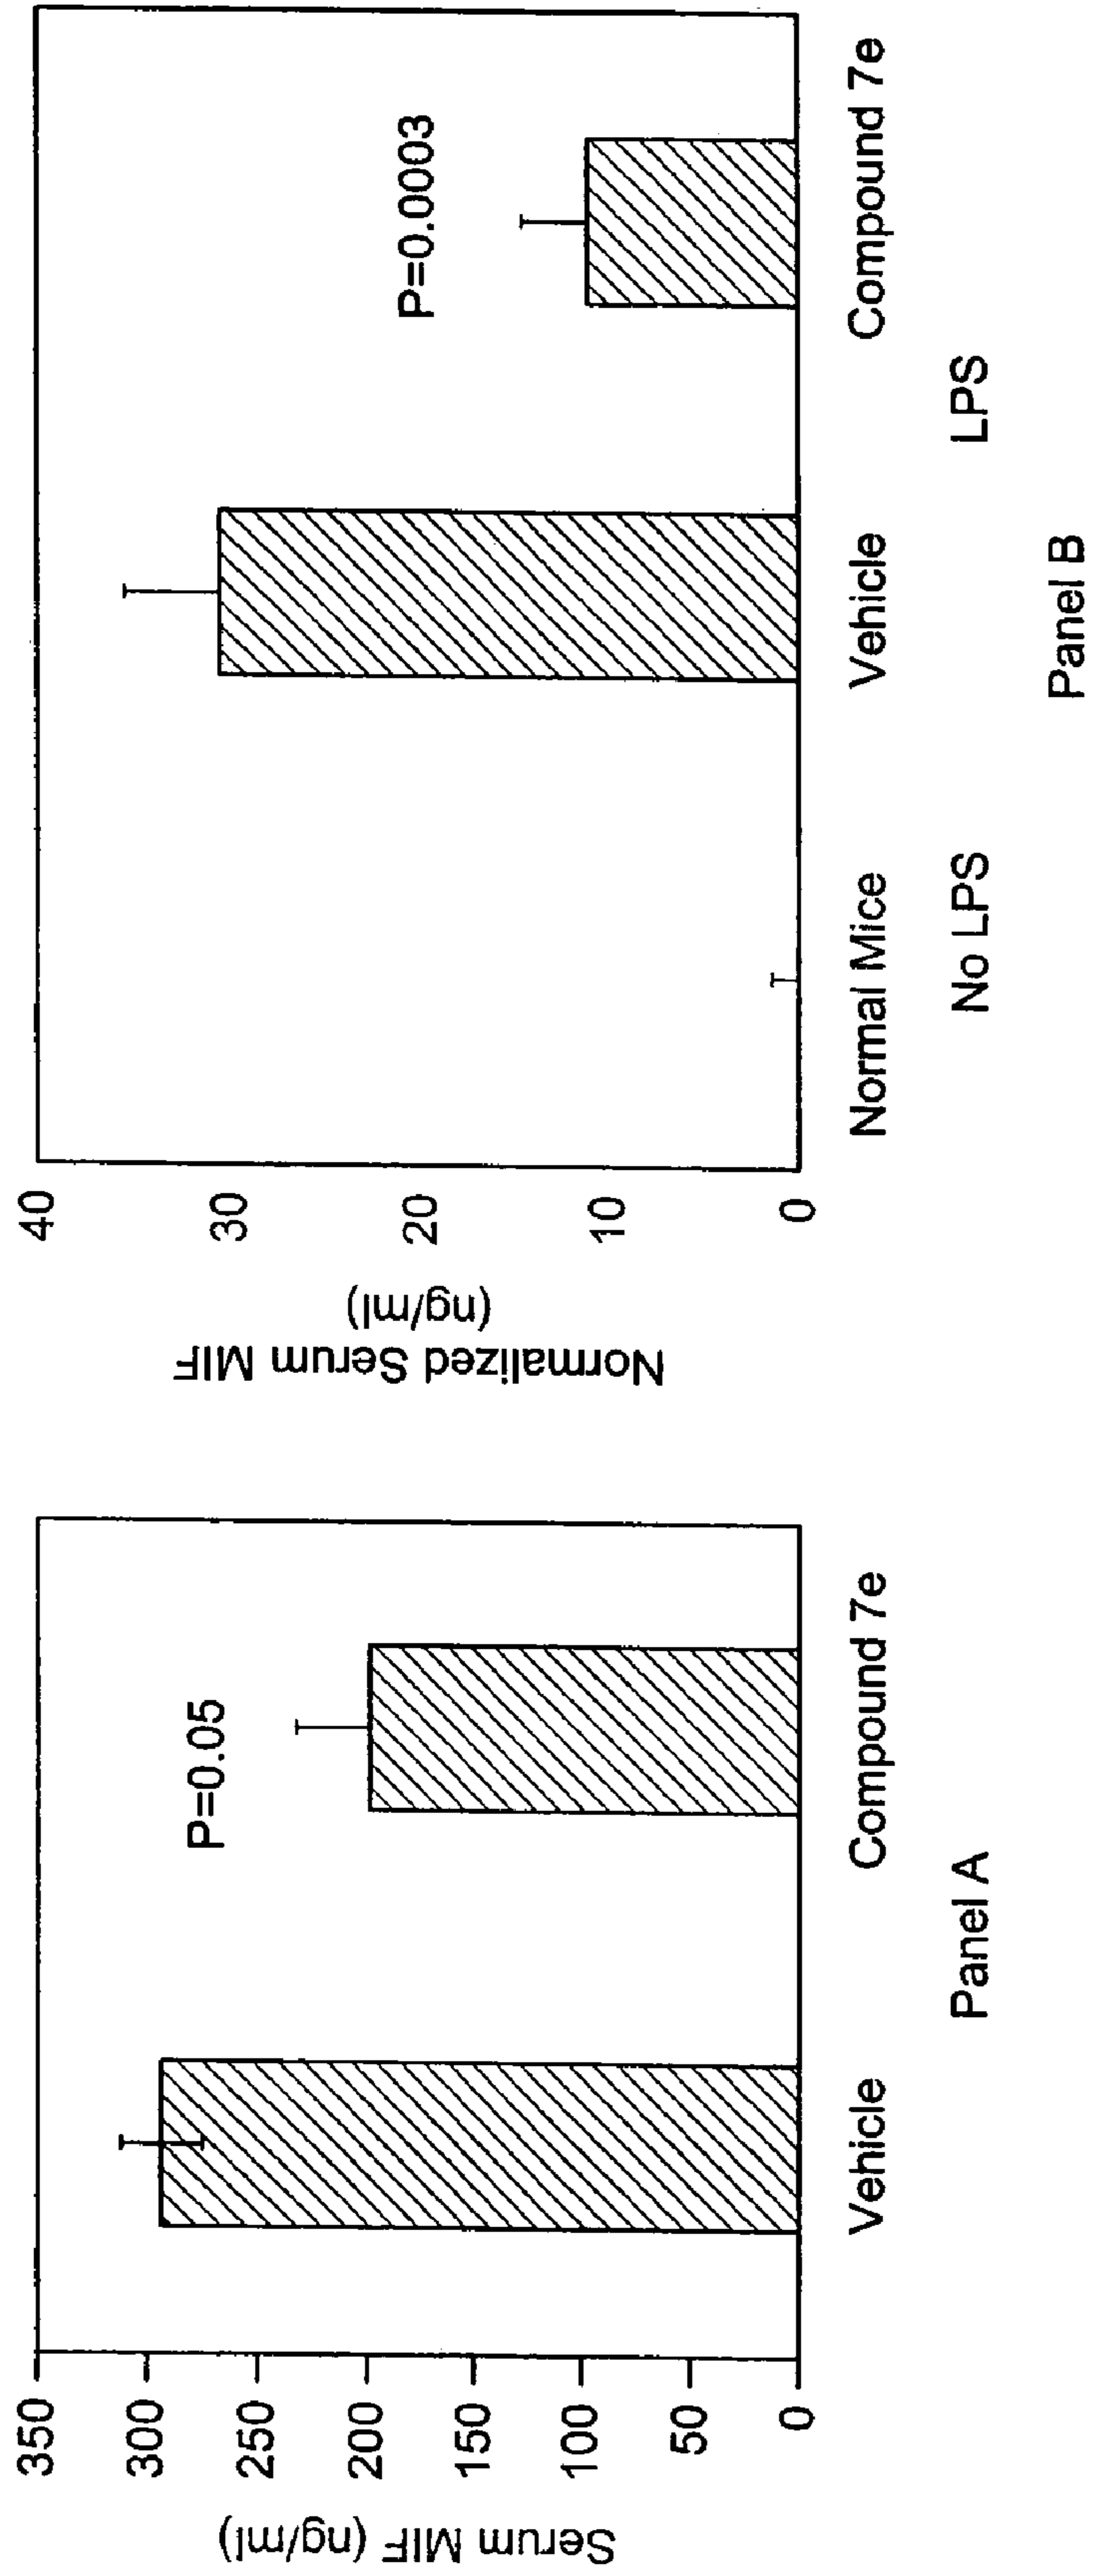 Serum MIF (ng/ml)
350
300
250
200
150
100
50
0
P=0.05
Vehicle
Compound 7e
Panel A
Normalized Serum MIF
(ng/ml)
40
30
20
10
0
P=0.0003
Normal Mice
Vehicle
Compound 7e
No LPS
LPS
Panel B